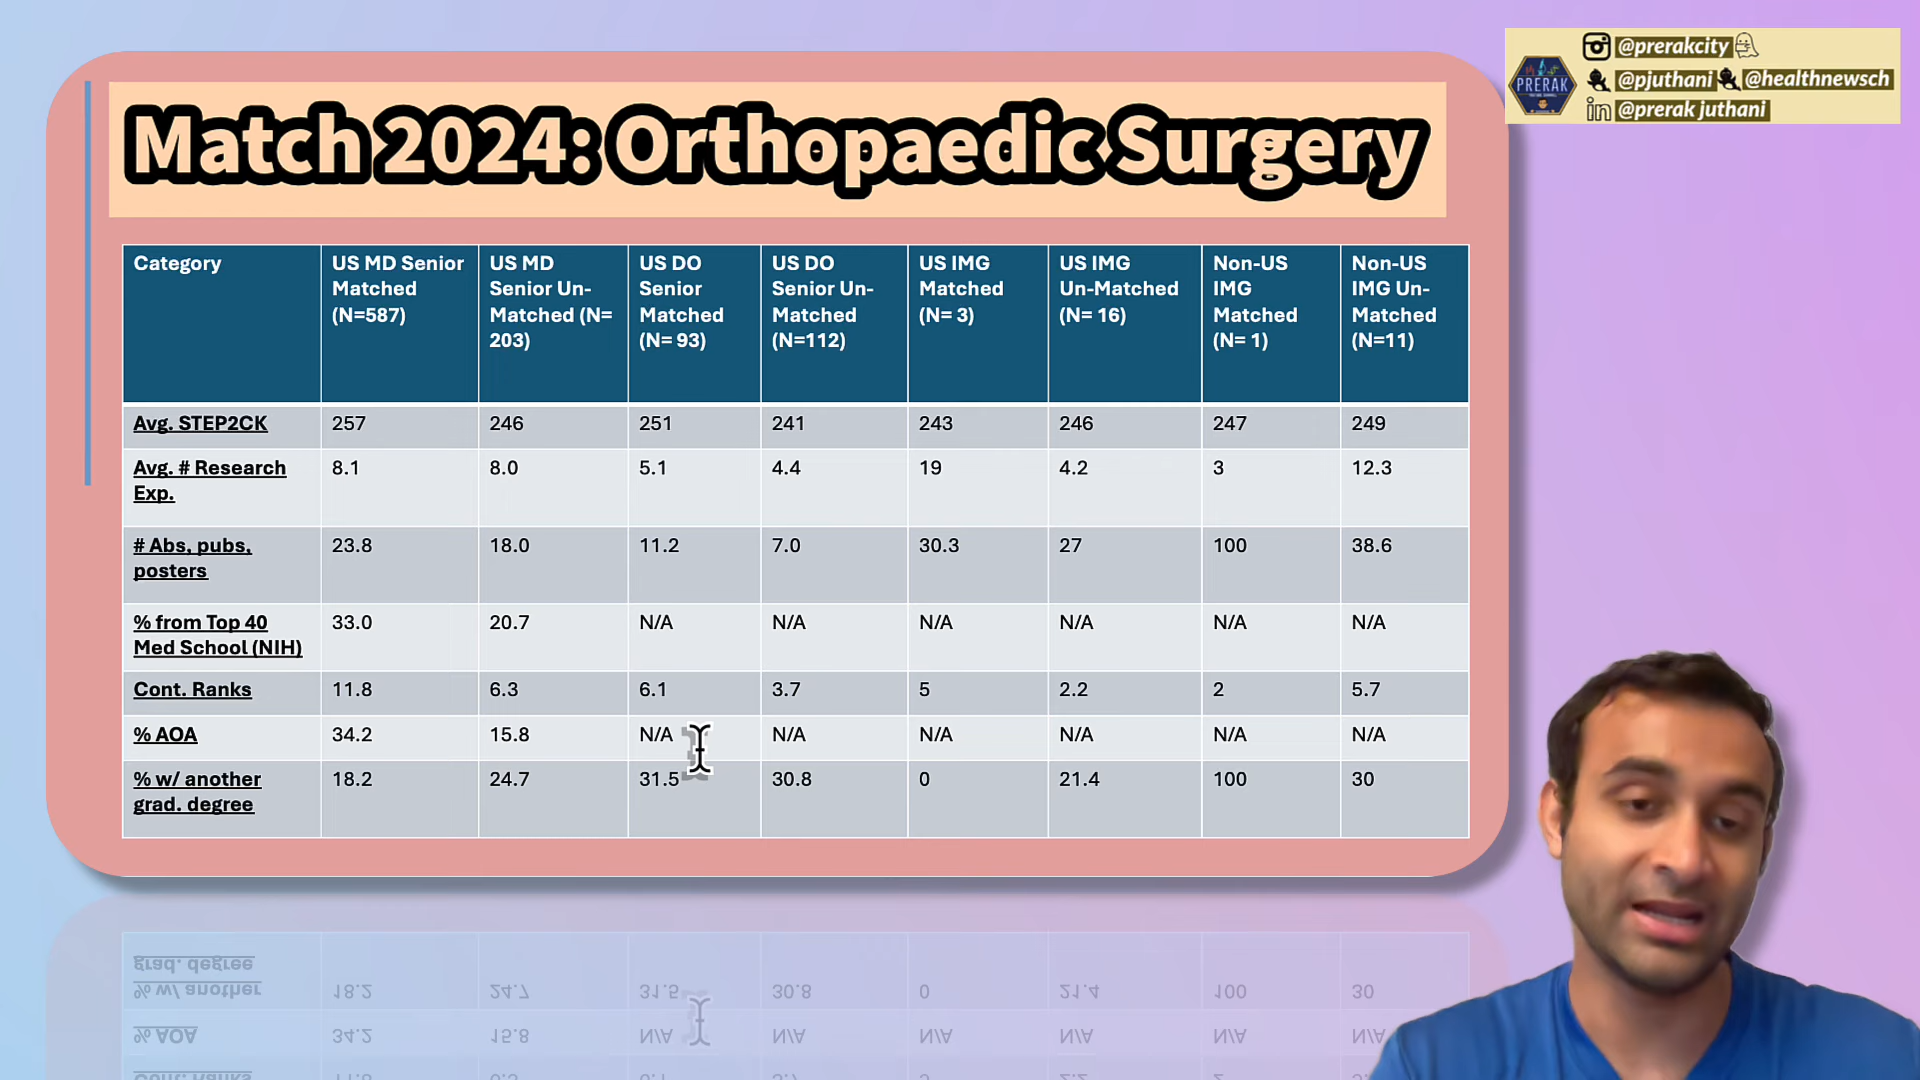 @prerakcity
@pjuthani @healthnewsch
in @prerak juthani
PRERAK
Match 2024: Orthopaedic Surgery
Category
US MD Senior
Matched
(N=587)
US MD
Senior Un-
Matched (N=
203)
US DO
Senior
Matched
(N= 93)
US DO
Senior Un-
Matched
(N=112)
US IMG
Matched
(N= 3)
US IMG
Un-Matched
(N= 16)
Non-US
IMG
Matched
(N= 1)
Non-US
IMG Un-
Matched
(N=11)
Avg. STEP2CK 257 246 251 241 243 246 247 249
Avg. # Research
Exp.
8.1 8.0 5.1 4.4 19 4.2 3 12.3
# Abs, pubs,
posters
23.8 18.0 11.2 7.0 30.3 27 100 38.6
% from Top 40
Med School (NIH)
33.0 20.7 N/A N/A N/A N/A N/A N/A
Cont. Ranks 11.8 6.3 6.1 3.7 5 2.2 2 5.7
% AOA 34.2 15.8 N/A N/A N/A N/A N/A N/A
% w/ another
grad. degree
18.2 24.7 31.5 30.8 0 21.4 100 30